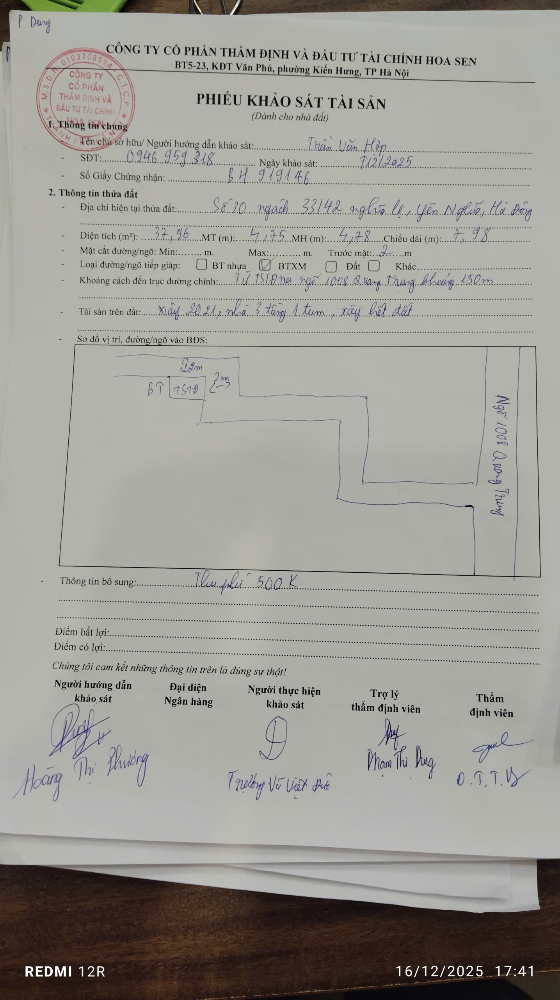 P. Dung
CÔNG TY CỔ PHẦN THẨM ĐỊNH VÀ ĐẦU TƯ TÀI CHÍNH HOA SEN
BT5-23, KĐT Văn Phú, phường Kiến Hưng, TP Hà Nội
M.S.D.N: 0102708994 - C.T.C.P
CÔNG TY
CỔ PHẦN
THẨM ĐỊNH VÀ
ĐẦU TƯ TÀI CHÍNH
HOA SEN
THÀNH PHỐ HÀ NỘI
PHIẾU KHẢO SÁT TÀI SẢN
(Dành cho nhà đất)
1. Thông tin chung
Tên chủ sở hữu/ Người hướng dẫn khảo sát: Trần Văn Hợp
- SĐT: 0946 959 318 Ngày khảo sát: T12/2025
- Số Giấy Chứng nhận: BH 919146
2. Thông tin thửa đất
- Địa chỉ hiện tại thửa đất: Số 30 ngách 33/42 nghĩa lộ, Yên Nghĩa, Hà Đông
- Diện tích (m²): 37,96 MT (m): 4,75 MH (m): 4,78 Chiều dài (m): 7,98
- Mặt cắt đường/ngõ: Min: m. Max: m. Trước mặt: 2 m
- Loại đường/ngõ tiếp giáp: BT nhựa BTXM Đất Khác
- Khoảng cách đến trục đường chính: Từ TSTĐ ra ngõ 1008 Quang Trung khoảng 150m
- Tài sản trên đất: xây 2021, nhà 3 tầng 1 tum, xây hết đất
- Sơ đồ vị trí, đường/ngõ vào BĐS:
2m
BT TSTĐ 2m
Ngõ 1008 Quang Trung
- Thông tin bổ sung: Thu phí 500K
Điểm bất lợi:
Điểm có lợi:
Chúng tôi cam kết những thông tin trên là đúng sự thật!
Người hướng dẫn Đại diện Người thực hiện Trợ lý Thẩm
khảo sát Ngân hàng khảo sát thẩm định viên định viên
Hoàng Thị Phương Trương Vũ Việt Đức Phạm Thị Dung Đ.T.T.
REDMI 12R 16/12/2025 17:41